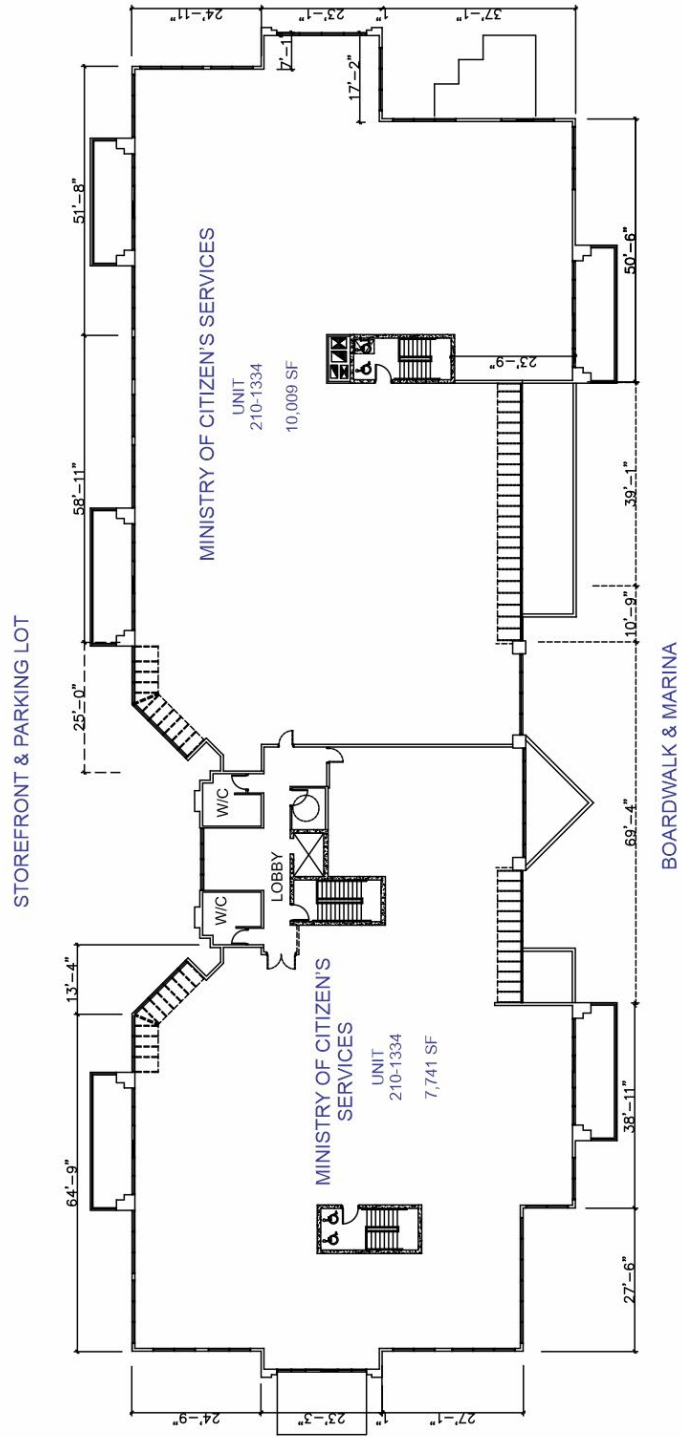 STOREFRONT & PARKING LOT
64'-9"
13'-4"
25'-0"
58'-11"
51'-8"
24'-9"
23'-3"
1"
27'-1"
24'-11"
23'-1"
1"
37'-1"
7'-1
17'-2"
W/C
W/C
LOBBY
MINISTRY OF CITIZEN'S
SERVICES
UNIT
210-1334
7,741 SF
MINISTRY OF CITIZEN'S SERVICES
UNIT
210-1334
10,009 SF
23'-9"
27'-6"
38'-11"
69'-4"
10'-9"
39'-1"
50'-6"
BOARDWALK & MARINA